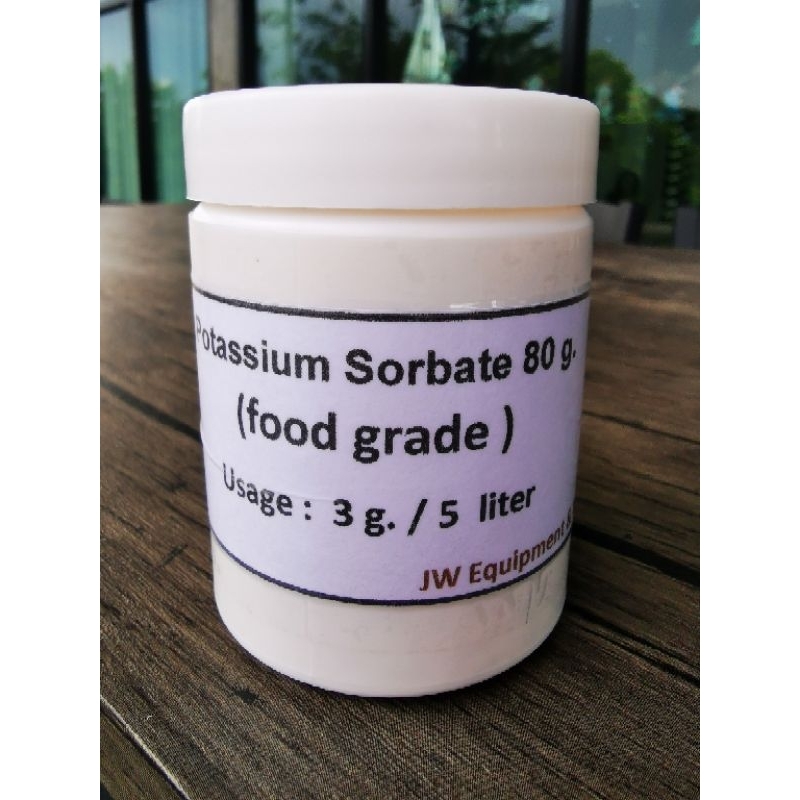 Potassium Sorbate 80 g.
(food grade )
Usage : 3 g. / 5 liter
JW Equipment &